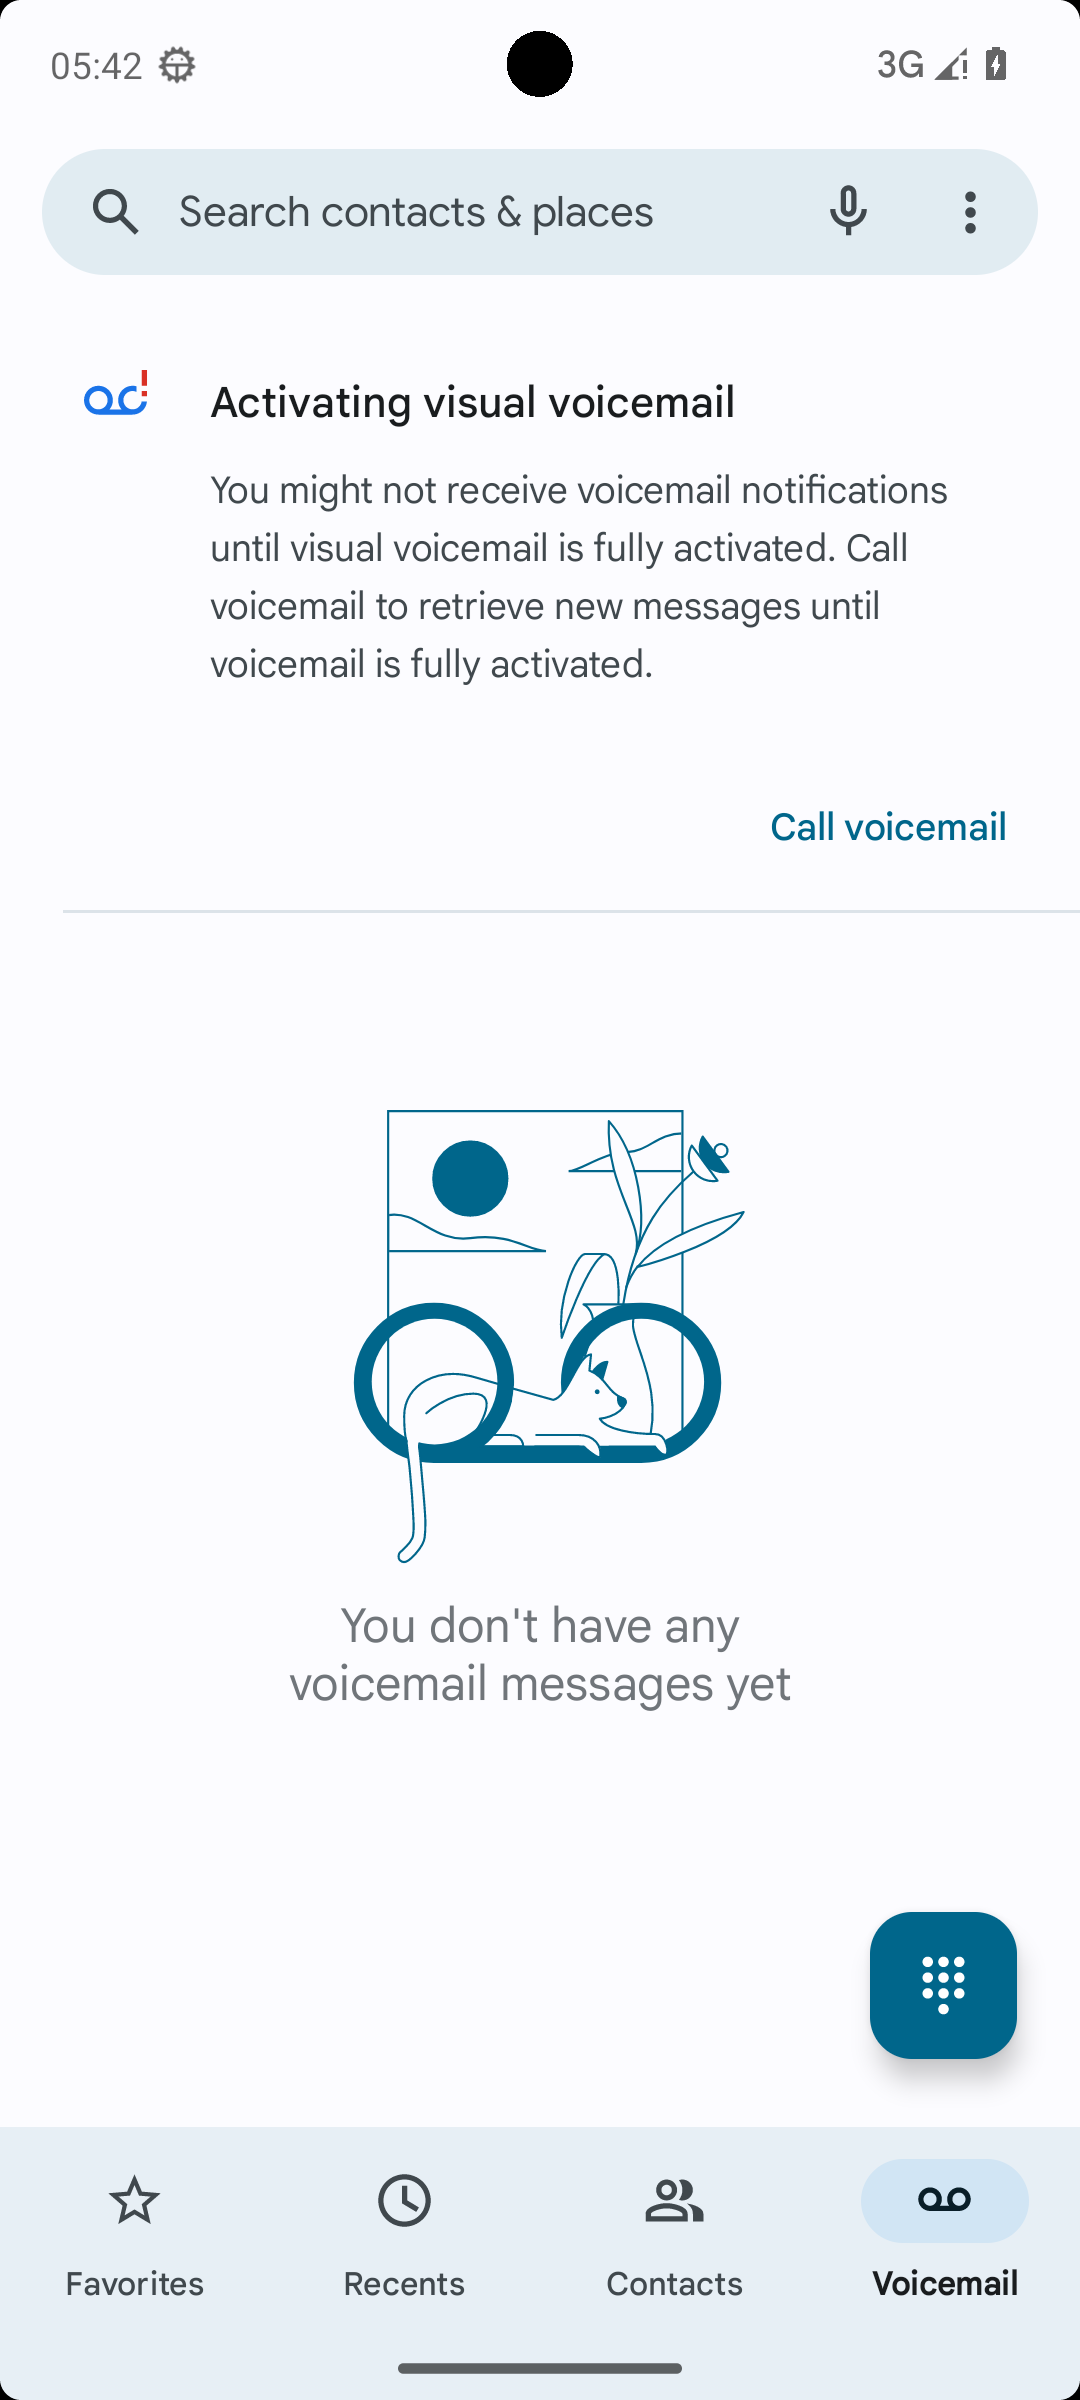 05:42
3G
Search contacts & places
Activating visual voicemail
You might not receive voicemail notifications
until visual voicemail is fully activated. Call
voicemail to retrieve new messages until
voicemail is fully activated.
Call voicemail
You don't have any
voicemail messages yet
Favorites
Recents
Contacts
Voicemail